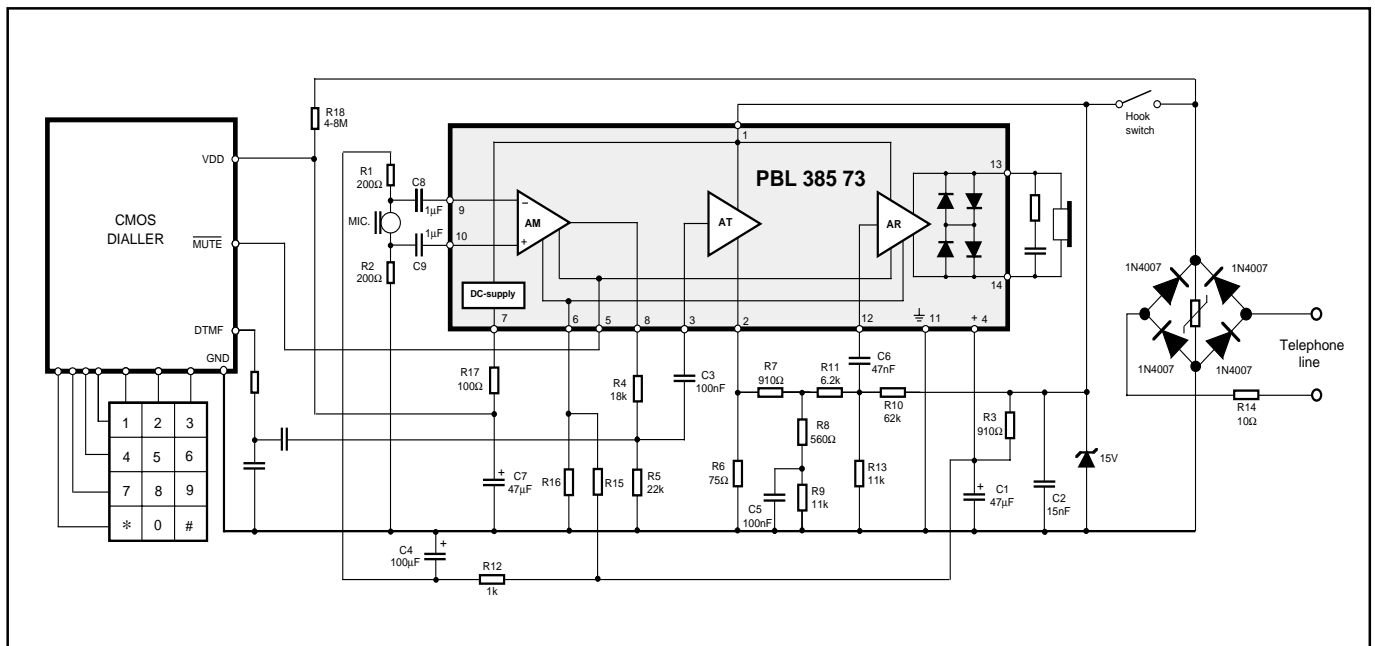 R18
4-8M
Hook
switch
CMOS
DIALLER
VDD
MUTE
DTMF
GND
R1
200Ω
MIC.
R2
200Ω
C8
1µF
1µF
C9
9
10
1
PBL 385 73
13
14
AM
−
+
AT
AR
DC-supply
7
6
5
8
3
2
12
11
+ 4
1N4007
1N4007
1N4007
1N4007
Telephone
line
R14
10Ω
R17
100Ω
R4
18k
C3
100nF
R7
910Ω
R11
6.2k
C6
47nF
R10
62k
R8
560Ω
R3
910Ω
15V
+
C7
47µF
R16
R15
R5
22k
R6
75Ω
C5
100nF
R9
11k
R13
11k
+
C1
47µF
C2
15nF
1 2 3
4 5 6
7 8 9
* 0 #
C4
100µF
+
R12
1k